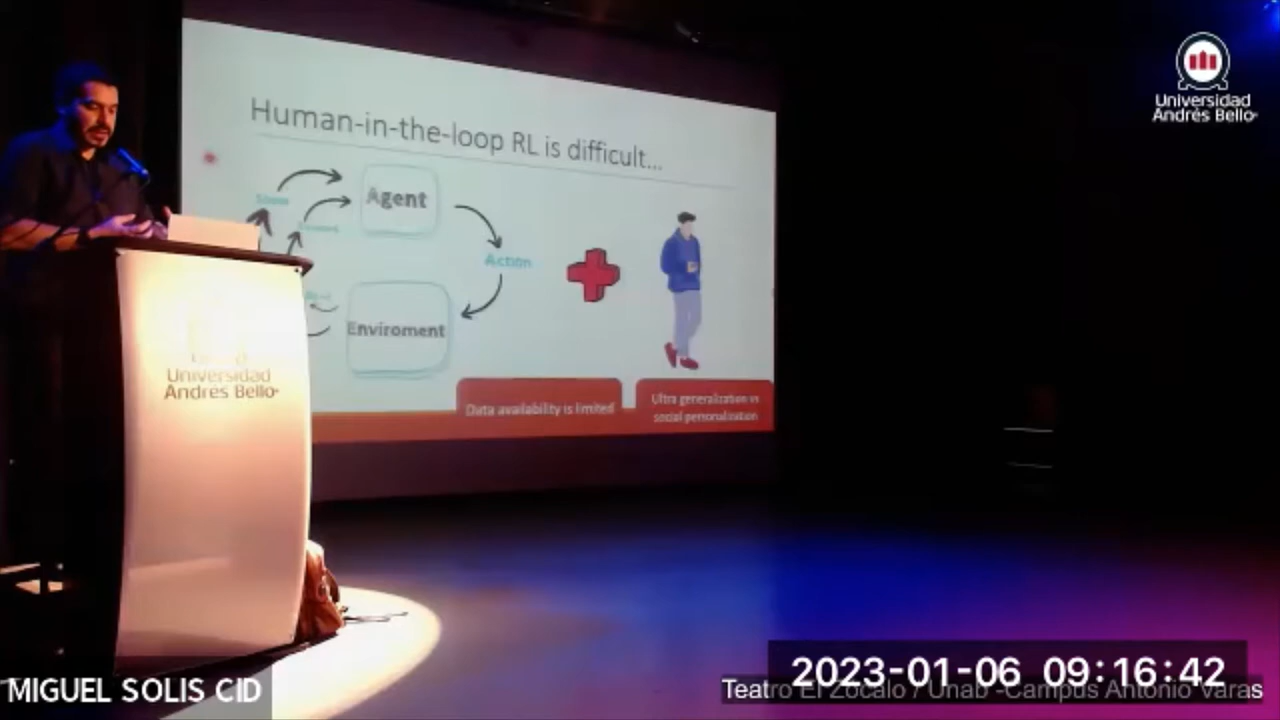 Universidad
Andrés Bello
Human-in-the-loop RL is difficult...
Agent
Action
Enviroment
Data availability is limited
Ultra generalization vs
social personalization
Universidad
Andrés Bello
MIGUEL SOLIS CID
2023-01-06 09:16:42
Teatro El Zócalo / Unab -Campus Antonio Varas